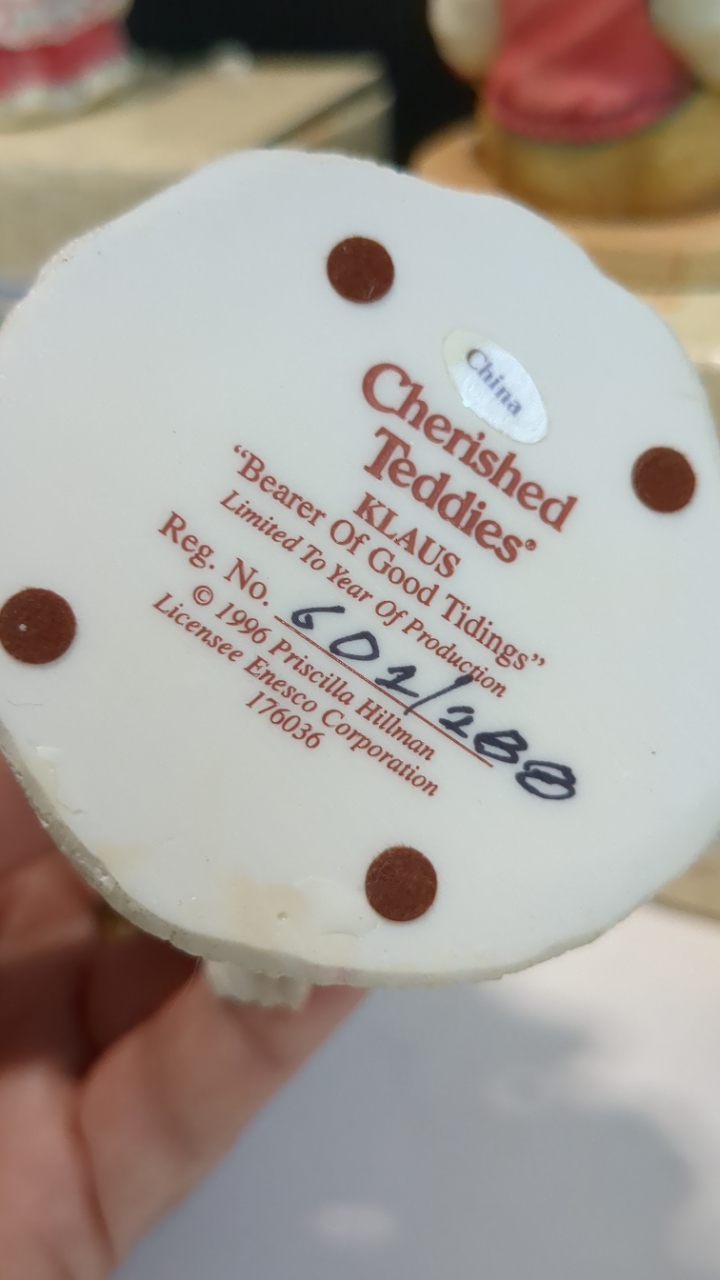 China
Cherished
Teddies®
KLAUS
“Bearer Of Good Tidings”
Limited To Year Of Production
Reg. No. 601/288
© 1996 Priscilla Hillman
Licensee Enesco Corporation
176036